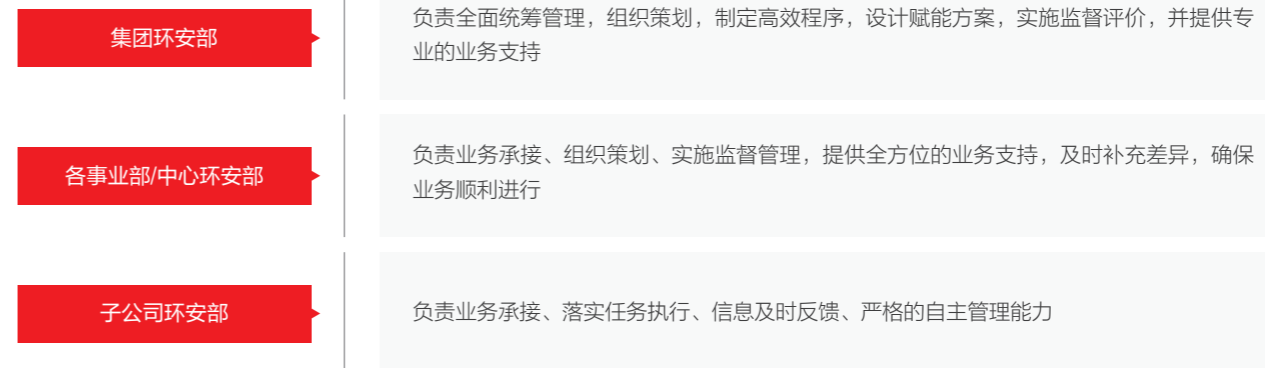 集团环安部
负责全面统筹管理，组织策划，制定高效程序，设计赋能方案，实施监督评价，并提供专
业的业务支持
各事业部/中心环安部
负责业务承接、组织策划、实施监督管理，提供全方位的业务支持，及时补充差异，确保
业务顺利进行
子公司环安部
负责业务承接、落实任务执行、信息及时反馈、严格的自主管理能力